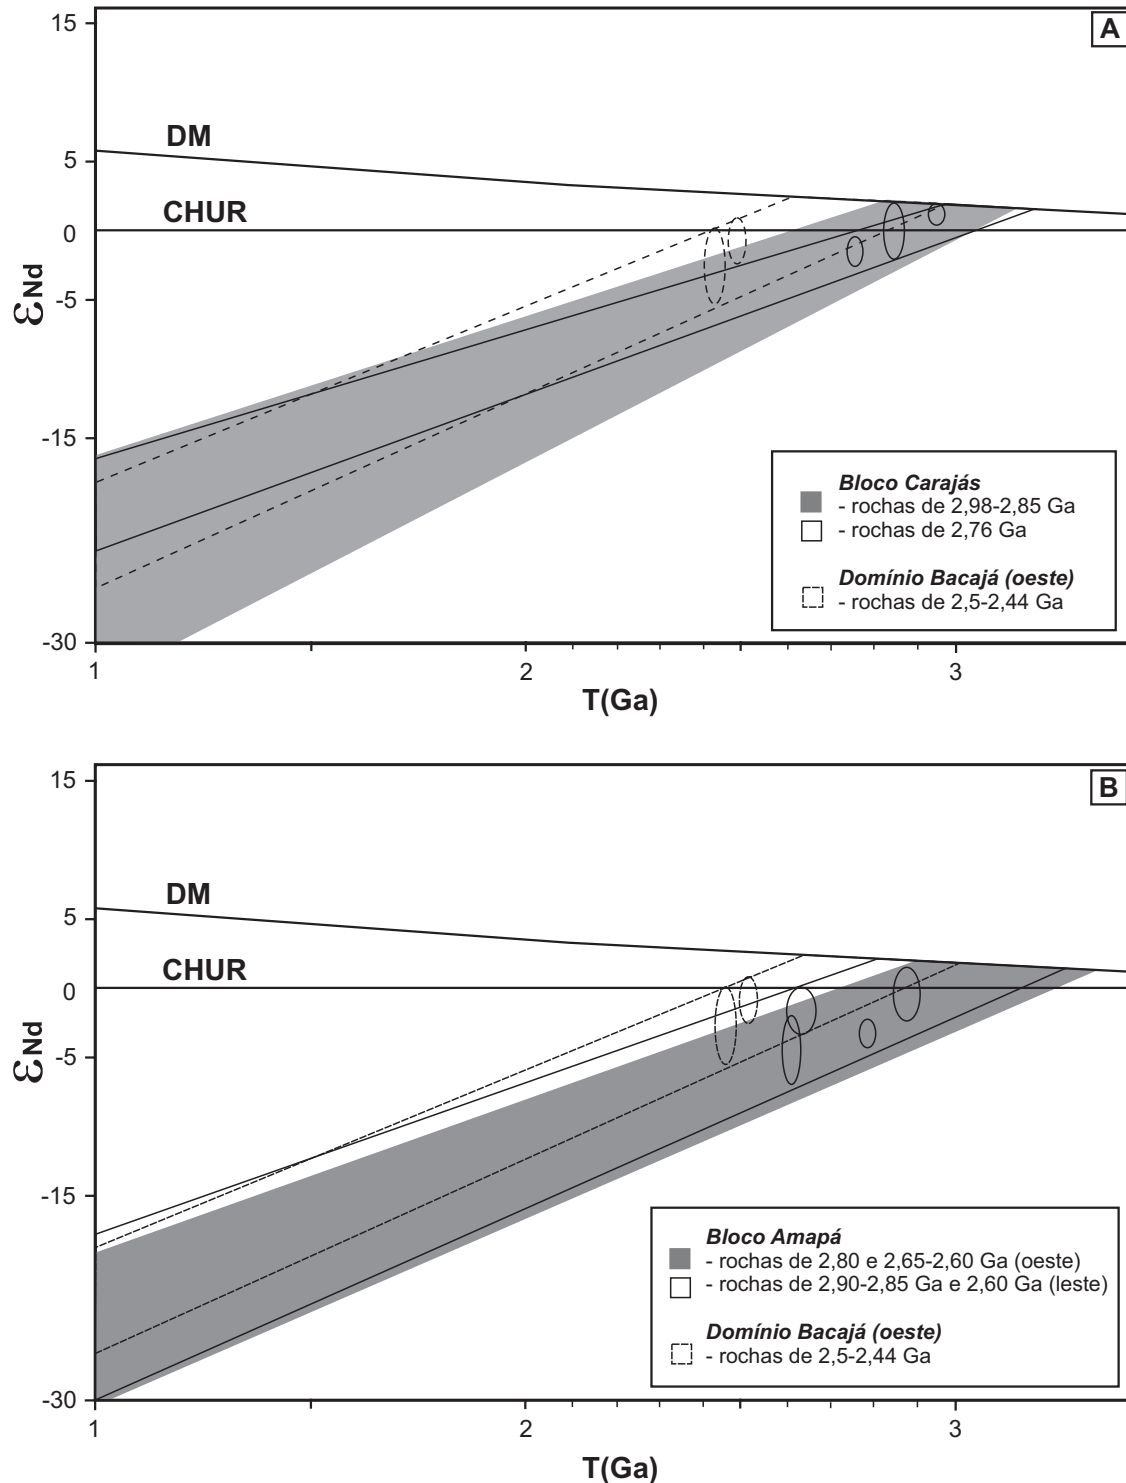 A
15
DM
5
CHUR
0
-5
εNd
-15
-30
Bloco Carajás
- rochas de 2,98-2,85 Ga
- rochas de 2,76 Ga
Domínio Bacajá (oeste)
- rochas de 2,5-2,44 Ga
1
2
3
T(Ga)
B
15
DM
5
CHUR
0
-5
εNd
-15
-30
Bloco Amapá
- rochas de 2,80 e 2,65-2,60 Ga (oeste)
- rochas de 2,90-2,85 Ga e 2,60 Ga (leste)
Domínio Bacajá (oeste)
- rochas de 2,5-2,44 Ga
1
2
3
T(Ga)